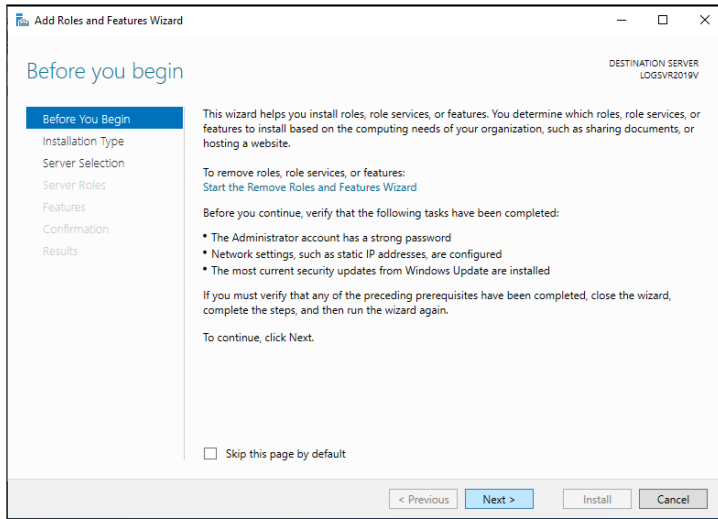 Add Roles and Features Wizard
Before you begin
DESTINATION SERVER
LOGSVR2019V
Before You Begin
Installation Type
Server Selection
Server Roles
Features
Confirmation
Results
This wizard helps you install roles, role services, or features. You determine which roles, role services, or
features to install based on the computing needs of your organization, such as sharing documents, or
hosting a website.
To remove roles, role services, or features:
Start the Remove Roles and Features Wizard
Before you continue, verify that the following tasks have been completed:
• The Administrator account has a strong password
• Network settings, such as static IP addresses, are configured
• The most current security updates from Windows Update are installed
If you must verify that any of the preceding prerequisites have been completed, close the wizard,
complete the steps, and then run the wizard again.
To continue, click Next.
Skip this page by default
< Previous Next > Install Cancel